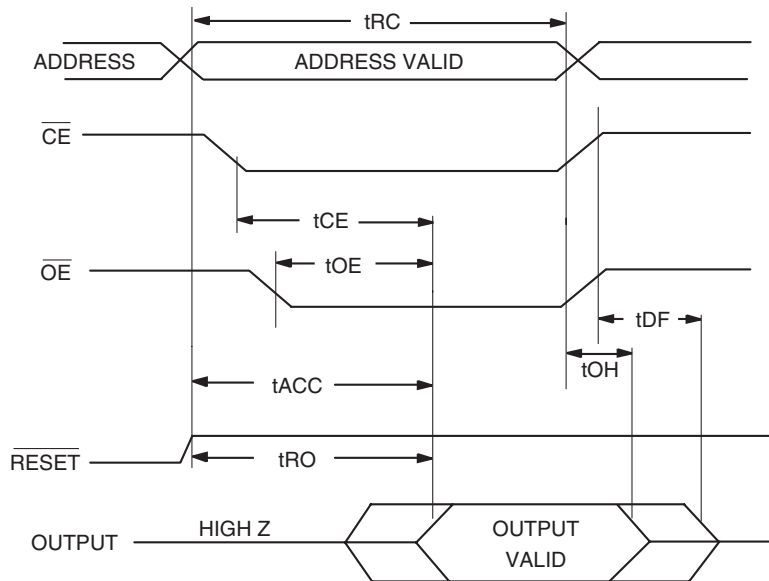 tRC
ADDRESS
ADDRESS VALID
CE
tCE
tOE
OE
tDF
tOH
tACC
RESET
tRO
OUTPUT
HIGH Z
OUTPUT
VALID